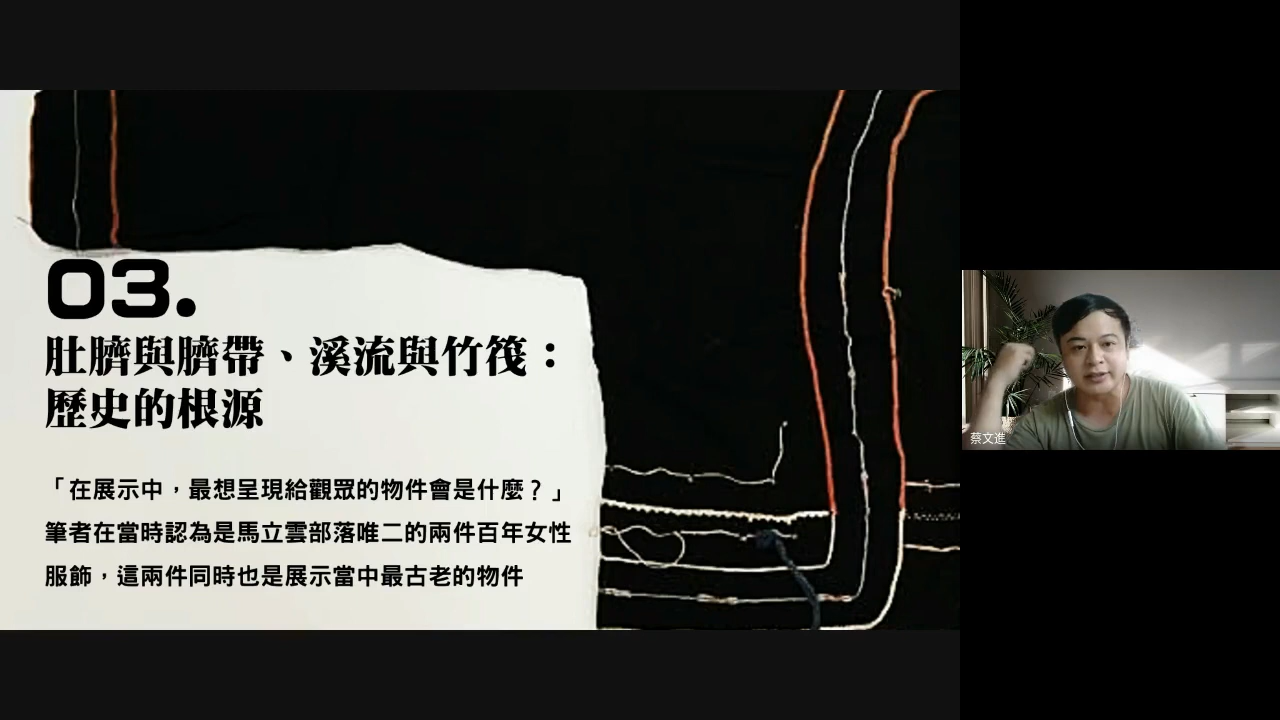 03.
肚臍與臍帶、溪流與竹筏：
歷史的根源
「在展示中，最想呈現給觀眾的物件會是什麼？」
筆者在當時認為是馬立雲部落唯二的兩件百年女性
服飾，這兩件同時也是展示當中最古老的物件
蔡文進